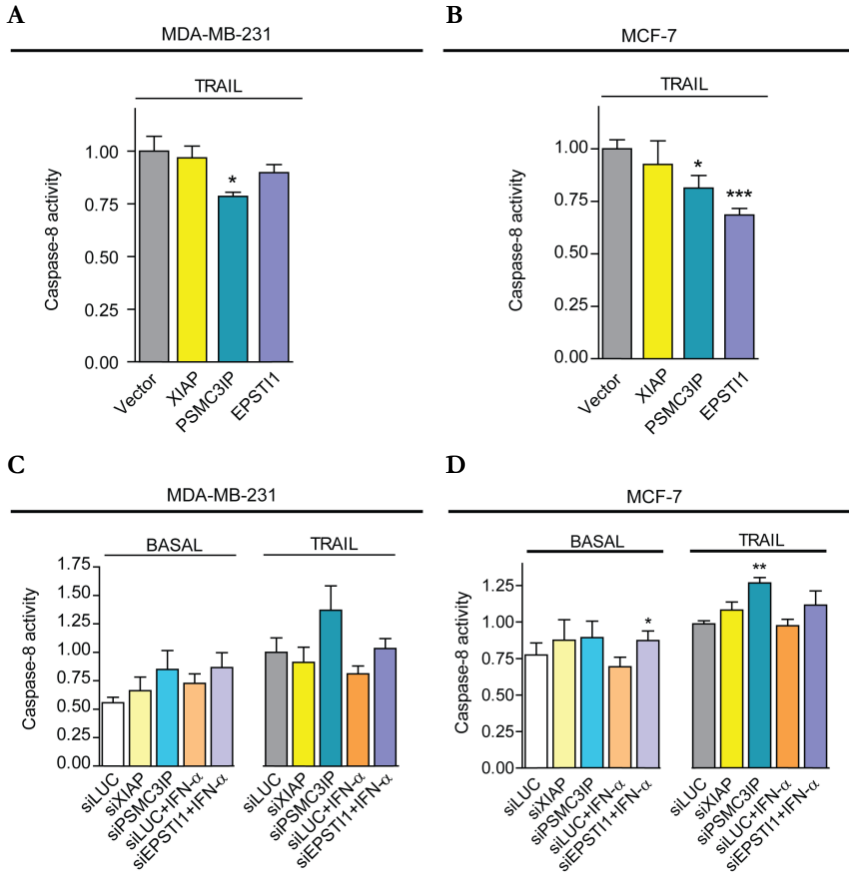 A
MDA-MB-231
TRAIL
Caspase-8 activity
1.00
0.75
0.50
0.25
0.00
*
Vector
XIAP
PSMC3IP
EPSTI1
B
MCF-7
TRAIL
Caspase-8 activity
1.00
0.75
0.50
0.25
0.00
*
***
Vector
XIAP
PSMC3IP
EPSTI1
C
MDA-MB-231
BASAL
TRAIL
Caspase-8 activity
1.75
1.50
1.25
1.00
0.75
0.50
0.25
0.00
siLUC
siXIAP
siPSMC3IP
siLUC+IFN-α
siEPSTI1+IFN-α
siLUC
siXIAP
siPSMC3IP
siLUC+IFN-α
siEPSTI1+IFN-α
D
MCF-7
BASAL
TRAIL
Caspase-8 activity
1.25
1.00
0.75
0.50
0.25
0.00
*
**
siLUC
siXIAP
siPSMC3IP
siLUC+IFN-α
siEPSTI1+IFN-α
siLUC
siXIAP
siPSMC3IP
siLUC+IFN-α
siEPSTI1+IFN-α